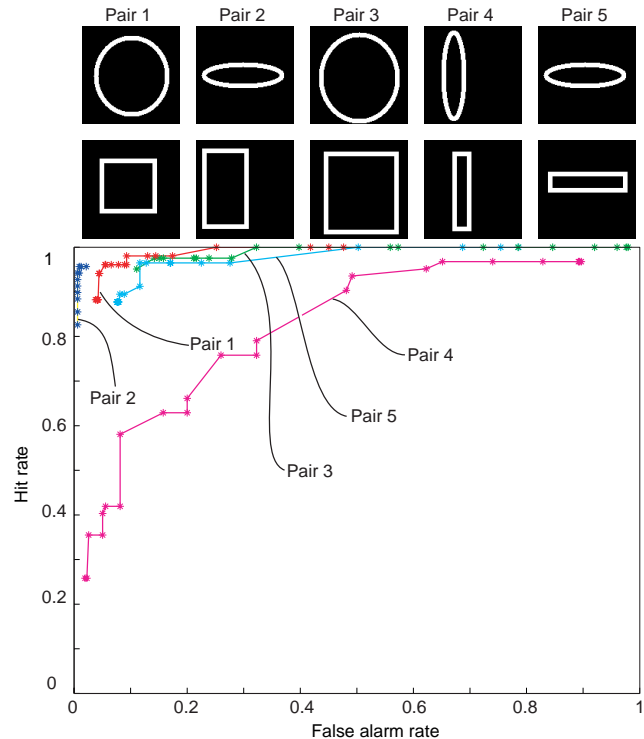 Pair 1 Pair 2 Pair 3 Pair 4 Pair 5
1
0.8
0.6
0.4
0.2
0
Hit rate
Pair 1
Pair 2
Pair 4
Pair 5
Pair 3
0 0.2 0.4 0.6 0.8 1
False alarm rate